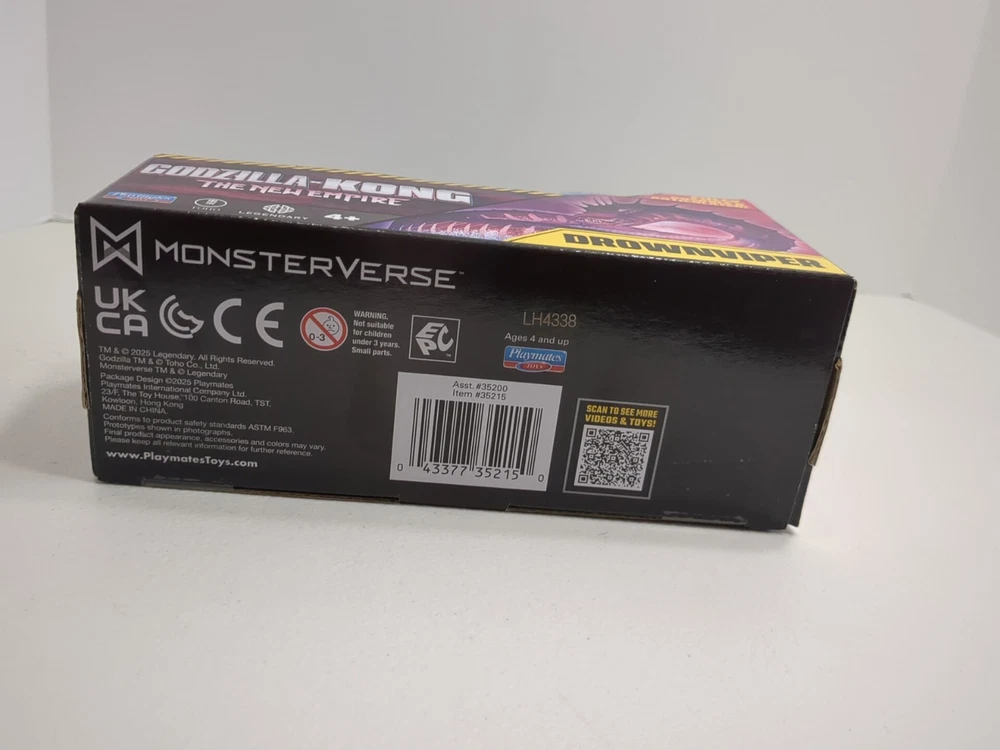 GODZILLA-KONG
THE NEW EMPIRE
Playmates
TOHO
LEGENDARY
4+
DROWNVIPER
MONSTERVERSE™
UK
CA
CE
0-3
WARNING.
Not suitable
for children
under 3 years.
Small parts.
EPC™
LH4338
Ages 4 and up
Playmates
TOYS
TM & © 2025 Legendary. All Rights Reserved.
Godzilla TM & © Toho Co., Ltd.
Monsterverse TM & © Legendary
Package Design ©2025 Playmates
Playmates International Company Ltd.
23/F, The Toy House, 100 Canton Road, TST,
Kowloon, Hong Kong
MADE IN CHINA.
Conforms to product safety standards ASTM F963.
Prototypes shown in photographs.
Final product appearance, accessories and colors may vary.
Please keep all relevant information for further reference.
www.PlaymatesToys.com
Asst. #35200
Item #35215
0 43377 35215 0
SCAN TO SEE MORE
VIDEOS & TOYS!